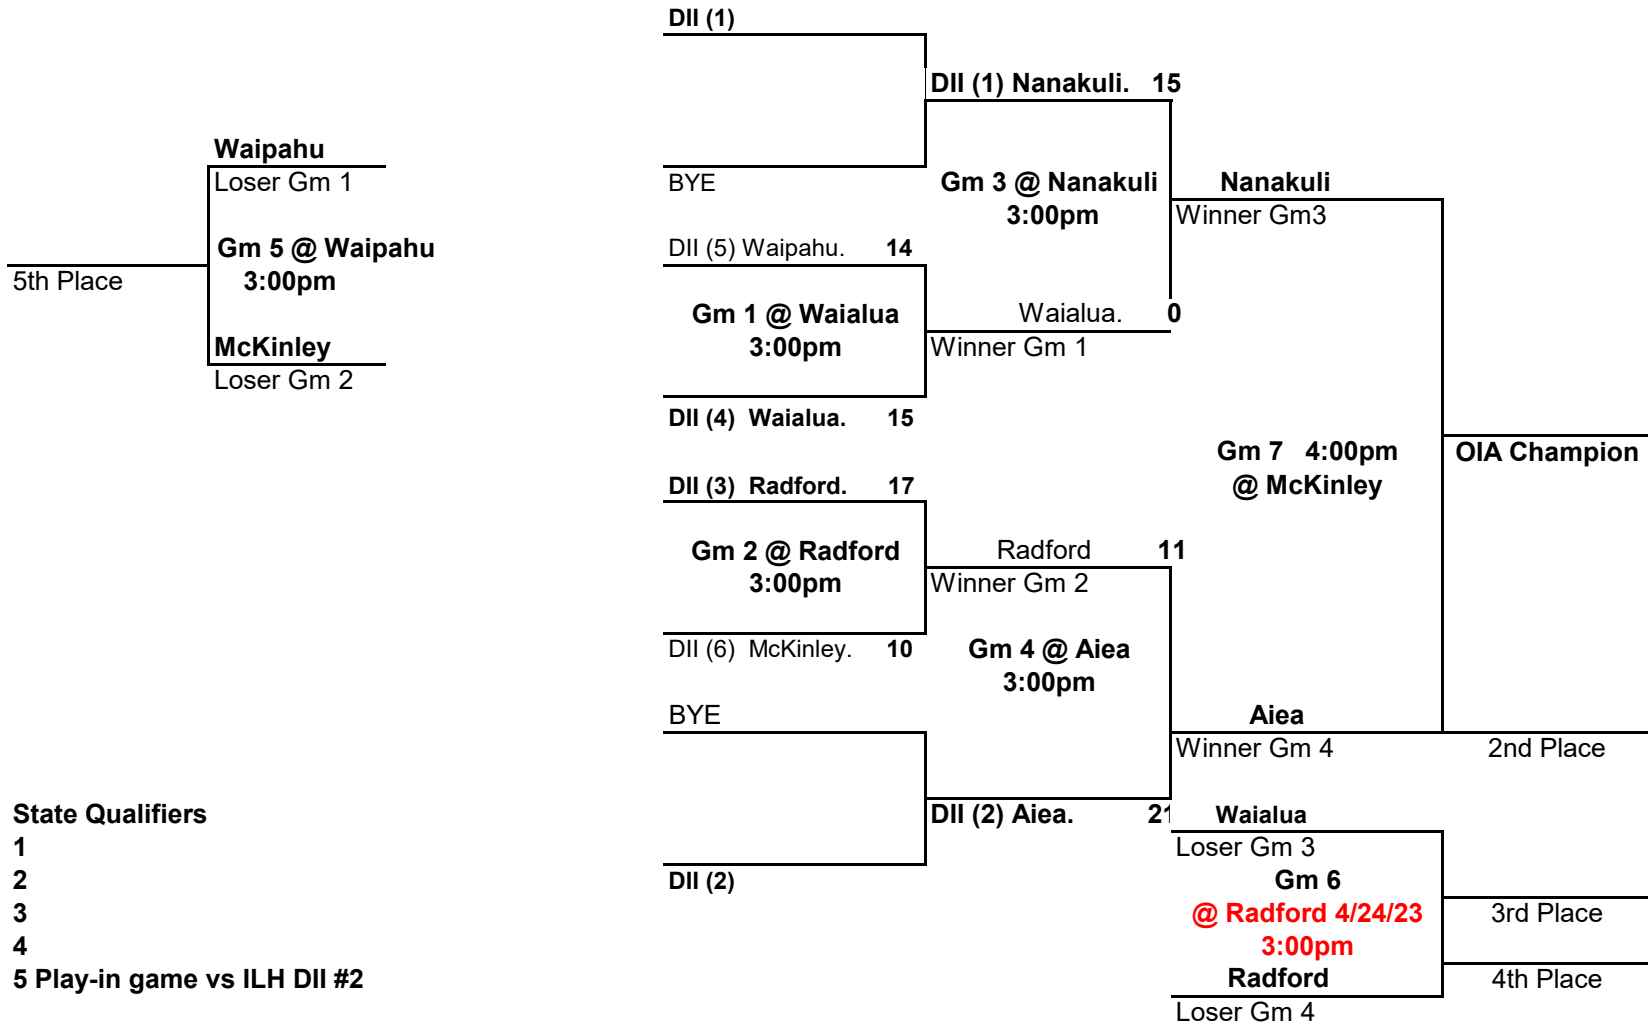 DII (1)
DII (1) Nanakuli. 15
Waipahu
Loser Gm 1
BYE
Gm 3 @ Nanakuli
3:00pm
Nanakuli
Winner Gm3
Gm 5 @ Waipahu
3:00pm
5th Place
DII (5) Waipahu. 14
Gm 1 @ Waialua
3:00pm
Waialua. 0
Winner Gm 1
McKinley
Loser Gm 2
DII (4) Waialua. 15
Gm 7 4:00pm
@ McKinley
OIA Champion
DII (3) Radford. 17
Gm 2 @ Radford
3:00pm
Radford 11
Winner Gm 2
DII (6) McKinley. 10
Gm 4 @ Aiea
3:00pm
BYE
Aiea
Winner Gm 4
2nd Place
DII (2) Aiea. 21
DII (2)
Waialua
Loser Gm 3
Gm 6
@ Radford 4/24/23
3:00pm
Radford
Loser Gm 4
3rd Place
4th Place
State Qualifiers
1
2
3
4
5 Play-in game vs ILH DII #2